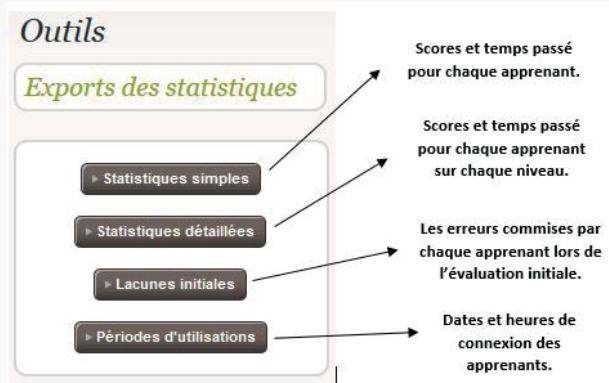 Outils
Exports des statistiques
Statistiques simples
Statistiques détaillées
Lacunes initiales
Périodes d'utilisations
Scores et temps passé
pour chaque apprenant.
Scores et temps passé
pour chaque apprenant
sur chaque niveau.
Les erreurs commises par
chaque apprenant lors de
l’évaluation initiale.
Dates et heures de
connexion des
apprenants.